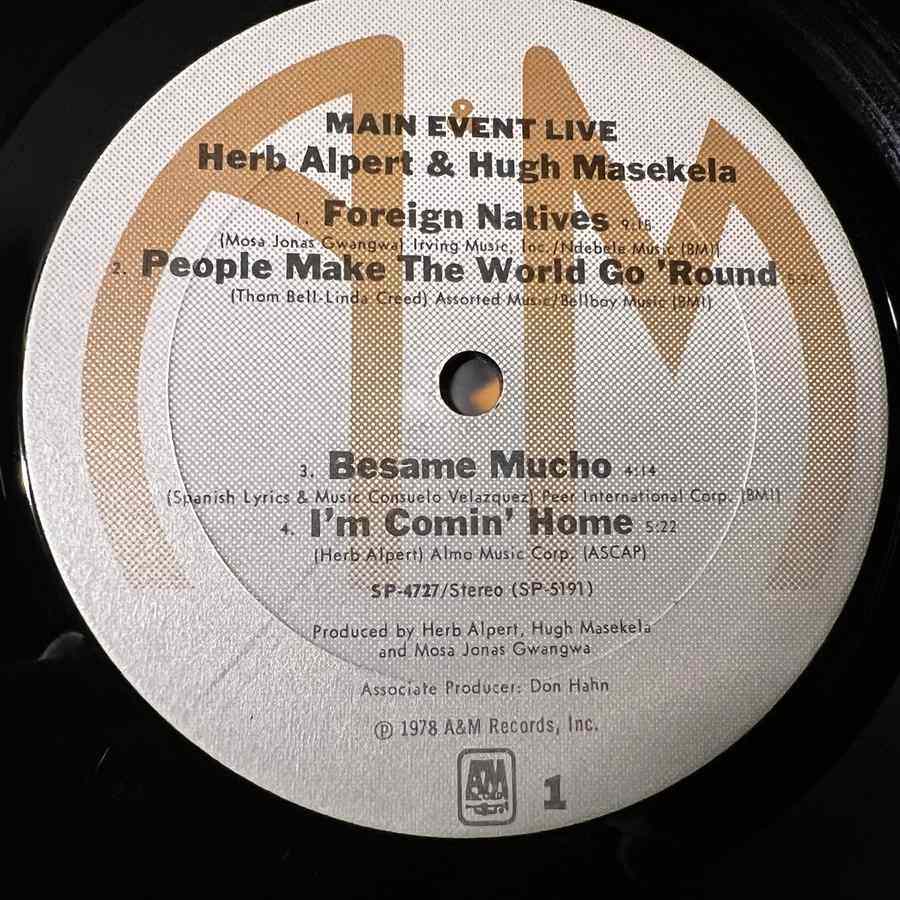 MAIN EVENT LIVE
Herb Alpert & Hugh Masekela
1. Foreign Natives 9:15
(Mosa Jonas Gwangwa) Irving Music, Inc./Ndebele Music (BMI)
2. People Make The World Go 'Round 5:36
(Thom Bell-Linda Creed) Assorted Music/Bellboy Music (BMI)
3. Besame Mucho 4:14
(Spanish Lyrics & Music Consuelo Velazquez) Peer International Corp. (BMI)
4. I'm Comin' Home 5:22
(Herb Alpert) Almo Music Corp. (ASCAP)
SP-4727/Stereo (SP-5191)
Produced by Herb Alpert, Hugh Masekela
and Mosa Jonas Gwangwa
Associate Producer: Don Hahn
℗ 1978 A&M Records, Inc.
A&M
1